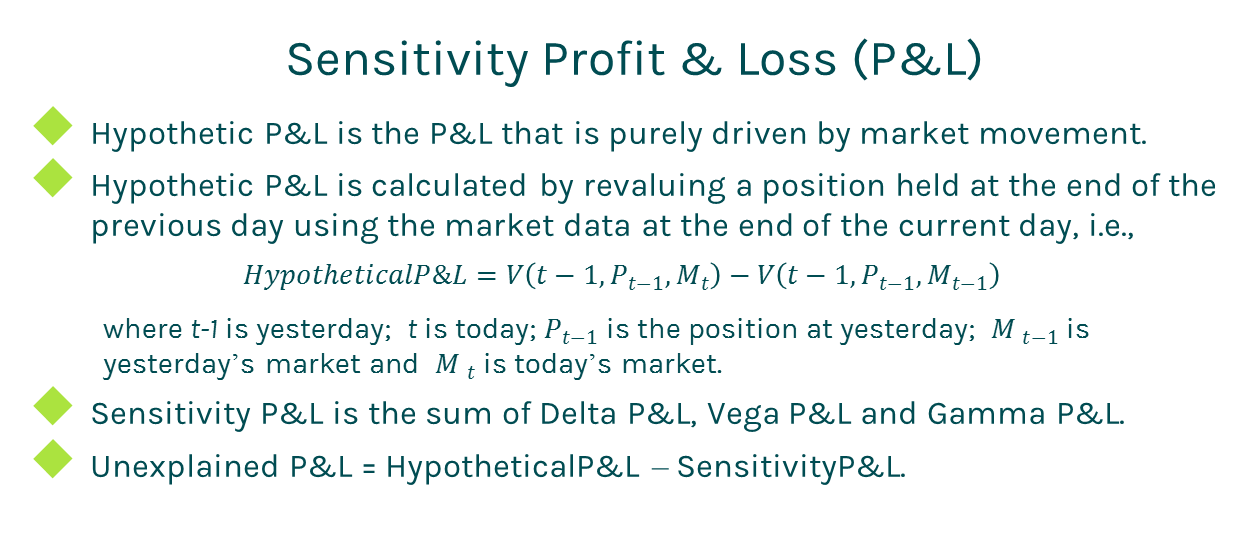 Sensitivity Profit & Loss (P&L)
Hypothetic P&L is the P&L that is purely driven by market movement.
Hypothetic P&L is calculated by revaluing a position held at the end of the
previous day using the market data at the end of the current day, i.e.,
HypotheticalP&L = V(t − 1, P_{t−1}, M_t) − V(t − 1, P_{t−1}, M_{t−1})
where t-1 is yesterday; t is today; P_{t−1} is the position at yesterday; M_{t−1} is
yesterday’s market and M_t is today’s market.
Sensitivity P&L is the sum of Delta P&L, Vega P&L and Gamma P&L.
Unexplained P&L = HypotheticalP&L – SensitivityP&L.